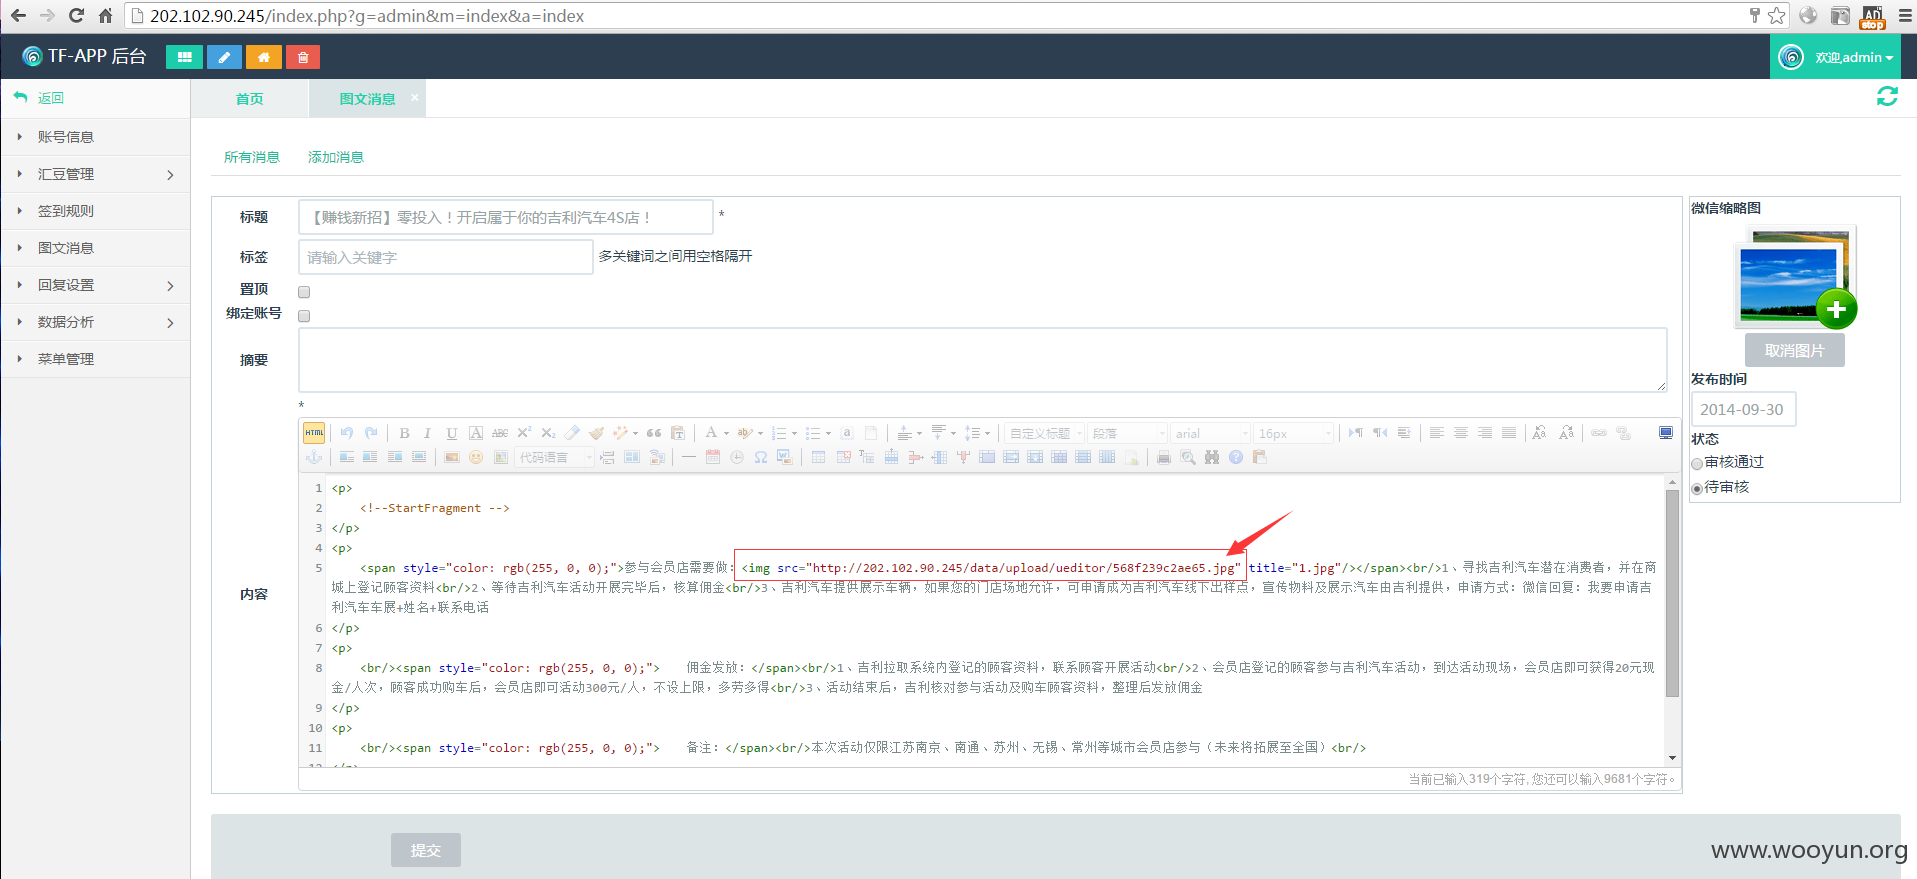 202.102.90.245/index.php?g=admin&m=index&a=index
TF-APP 后台
欢迎,admin
返回
首页
图文消息
账号信息
汇豆管理
签到规则
图文消息
回复设置
数据分析
菜单管理
所有消息
添加消息
标题
【赚钱新招】零投入！开启属于你的吉利汽车4S店！
*
标签
请输入关键字
多关键词之间用空格隔开
置顶
绑定账号
摘要
*
内容
HTML
自定义标题
段落
arial
16px
代码语言
1 <p>
2 <!--StartFragment -->
3 </p>
4 <p>
5 <span style="color: rgb(255, 0, 0);">参与会员店需要做：<img src="http://202.102.90.245/data/upload/ueditor/568f239c2ae65.jpg" title="1.jpg"/></span><br/>1、寻找吉利汽车潜在消费者，并在商
城上登记顾客资料<br/>2、等待吉利汽车活动开展完毕后，核算佣金<br/>3、吉利汽车提供展示车辆，如果您的门店场地允许，可申请成为吉利汽车线下出样点，宣传物料及展示汽车由吉利提供，申请方式：微信回复：我要申请吉
利汽车车展+姓名+联系电话
6 </p>
7 <p>
8 <br/><span style="color: rgb(255, 0, 0);"> 佣金发放：</span><br/>1、吉利拉取系统内登记的顾客资料，联系顾客开展活动<br/>2、会员店登记的顾客参与吉利汽车活动，到达活动现场，会员店即可获得20元现
金/人次，顾客成功购车后，会员店即可活动300元/人，不设上限，多劳多得<br/>3、活动结束后，吉利核对参与活动及购车顾客资料，整理后发放佣金
9 </p>
10 <p>
11 <br/><span style="color: rgb(255, 0, 0);"> 备注：</span><br/>本次活动仅限江苏南京、南通、苏州、无锡、常州等城市会员店参与（未来将拓展至全国）<br/>
12 </p>
当前已输入319个字符, 您还可以输入9681个字符。
微信缩略图
取消图片
发布时间
2014-09-30
状态
审核通过
待审核
提交
www.wooyun.org